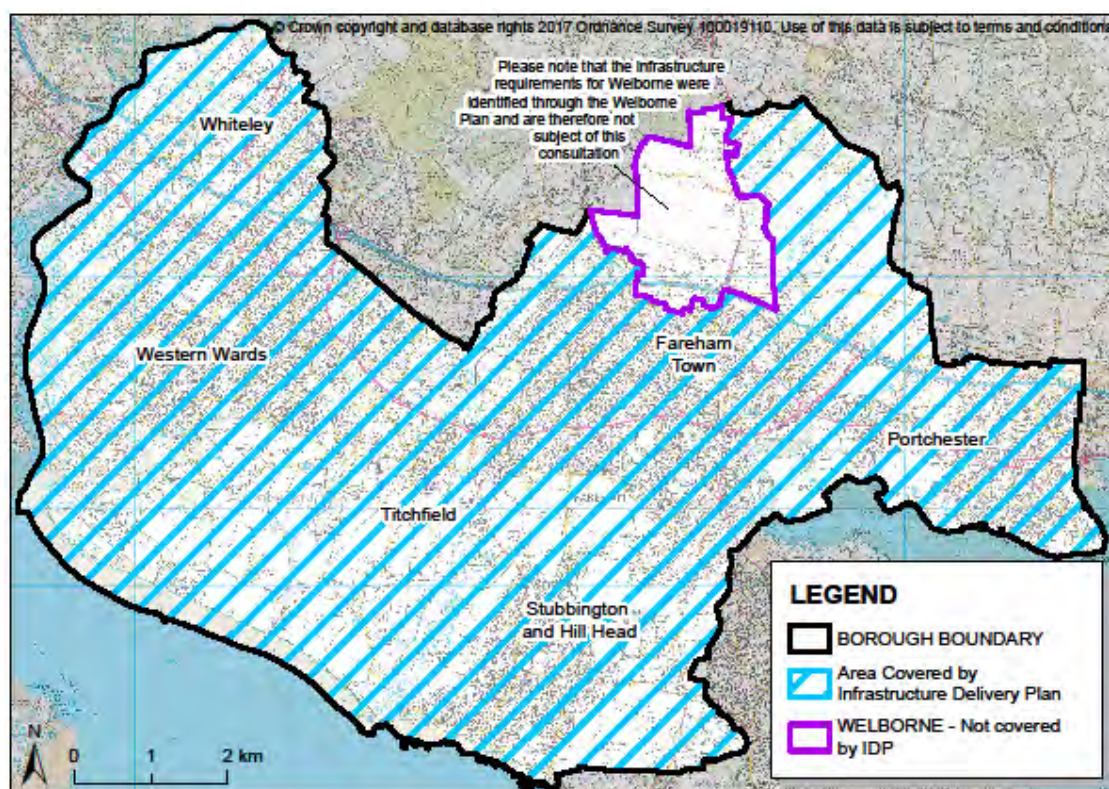 © Crown copyright and database rights 2017 Ordnance Survey 100019110. Use of this data is subject to terms and conditions
Please note that the Infrastructure
requirements for Welborne were
identified through the Welborne
Plan and are therefore not
subject of this
consultation
Whiteley
Western Wards
Fareham
Town
Portchester
Titchfield
Stubbington
and Hill Head
LEGEND
BOROUGH BOUNDARY
Area Covered by
Infrastructure Delivery Plan
WELBORNE - Not covered
by IDP
N
0 1 2 km